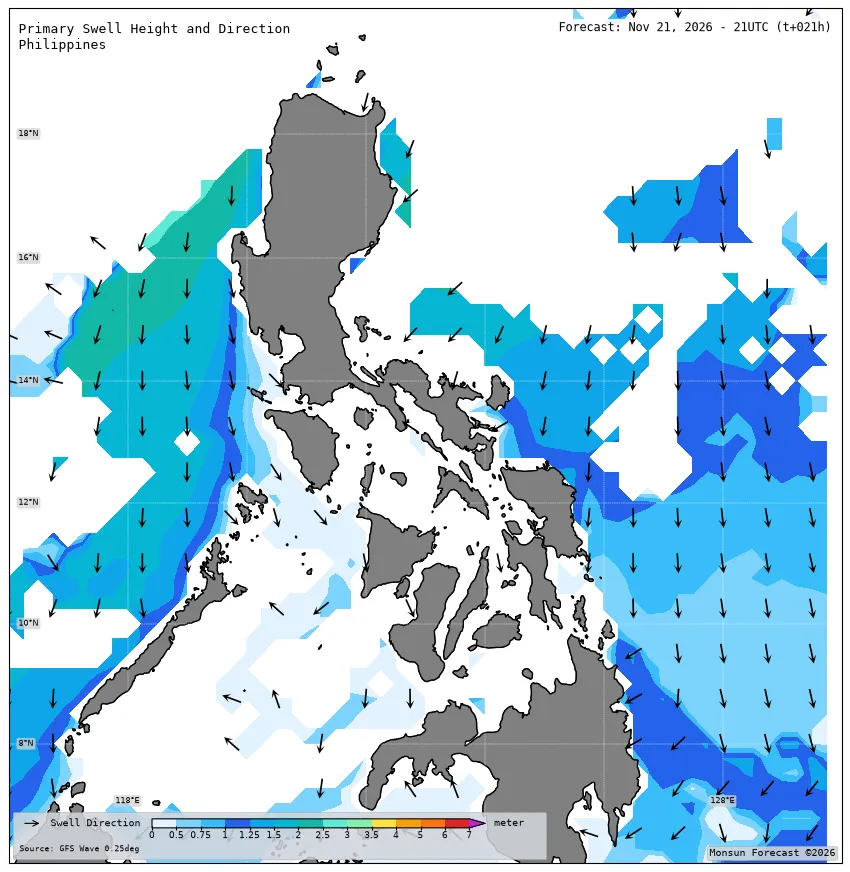 Primary Swell Height and Direction
Philippines
Forecast: Nov 21, 2026 - 21UTC (t+021h)
18°N
16°N
14°N
12°N
10°N
8°N
118°E
128°E
Swell Direction
0 0.5 0.75 1 1.25 1.5 2 2.5 3 3.5 4 5 6 7
meter
Source: GFS Wave 0.25deg
Monsun Forecast ©2026